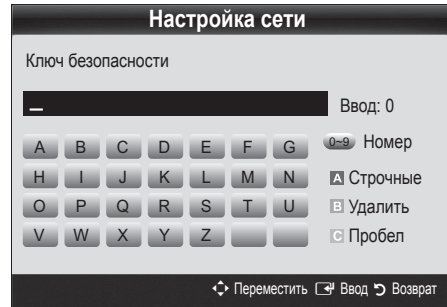 Настройка сети
Ключ безопасности
Ввод: 0
A B C D E F G 0~9 Номер
H I J K L M N A Строчные
O P Q R S T U B Удалить
V W X Y Z C Пробел
Переместить Ввод Возврат